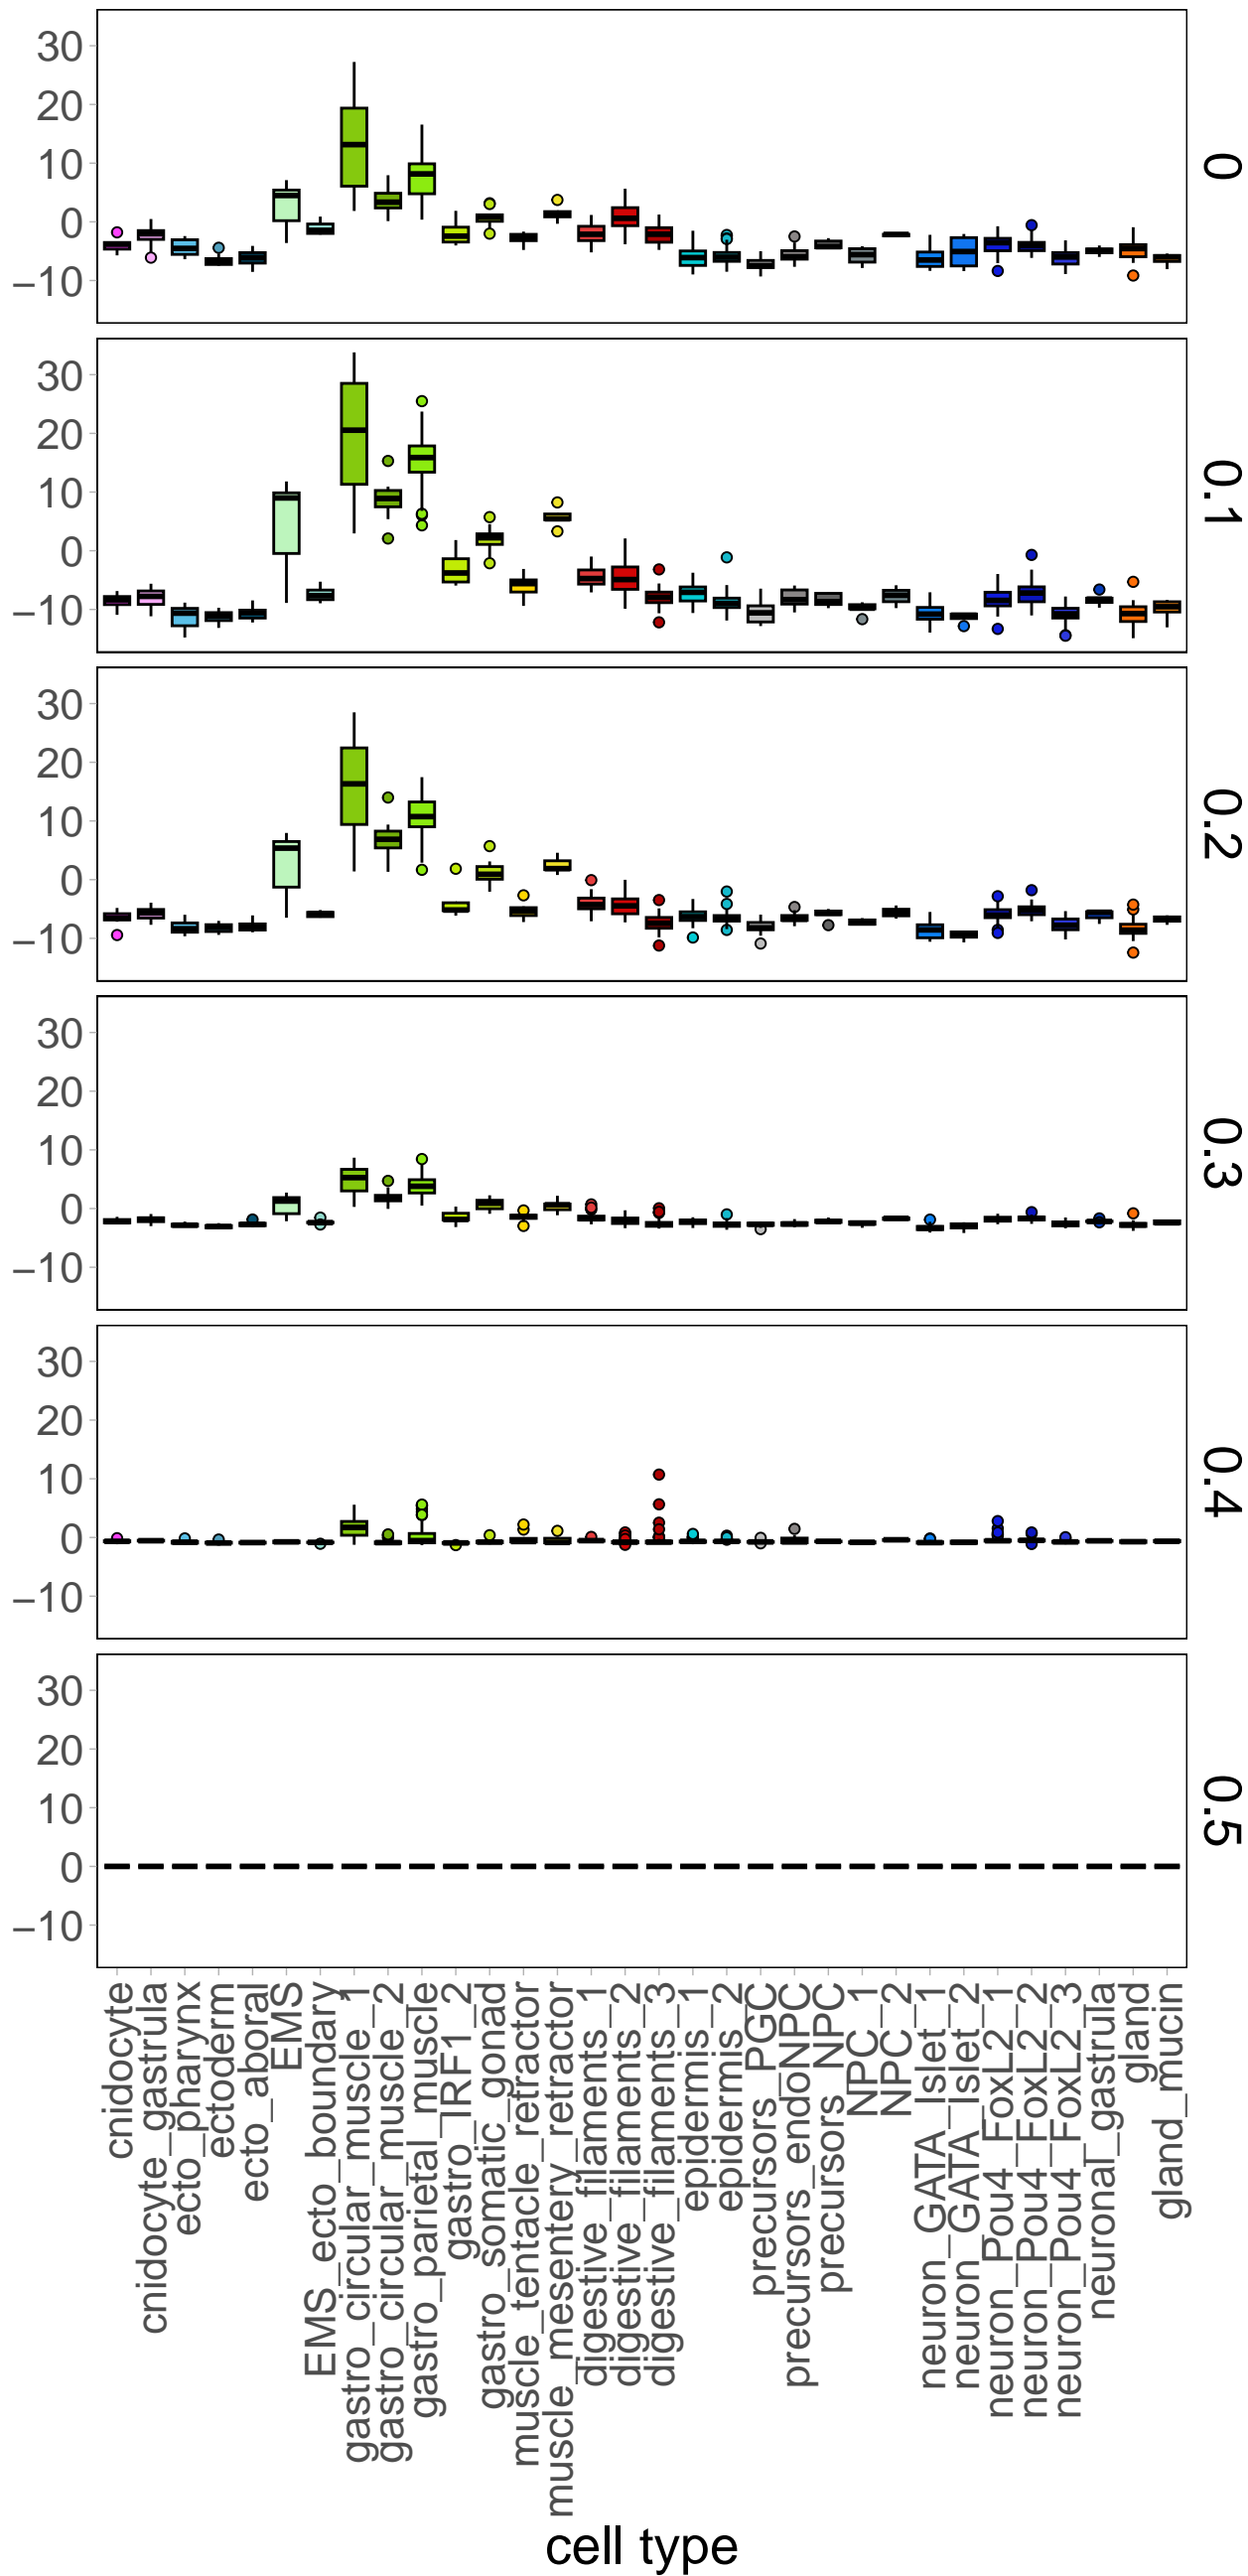 30
20
10
0
−10
0
30
20
10
0
−10
0.1
30
20
10
0
−10
0.2
30
20
10
0
−10
0.3
30
20
10
0
−10
0.4
30
20
10
0
−10
0.5
cnidocyte
cnidocyte_gastrula
ecto_pharynx
ectoderm
ecto_aboral
EMS
EMS_ecto_boundary
gastro_circular_muscle_1
gastro_circular_muscle_2
gastro_parietal_muscle
gastro_IRF1_2
gastro_somatic_gonad
muscle_tentacle_retractor
muscle_mesentery_retractor
digestive_filaments_1
digestive_filaments_2
digestive_filaments_3
epidermis_1
epidermis_2
precursors_PGC
precursors_endoNPC
precursors_NPC
NPC_1
NPC_2
neuron_GATA_Islet_1
neuron_GATA_Islet_2
neuron_Pou4_FoxL2_1
neuron_Pou4_FoxL2_2
neuron_Pou4_FoxL2_3
neuronal_gastrula
gland
gland_mucin
cell type